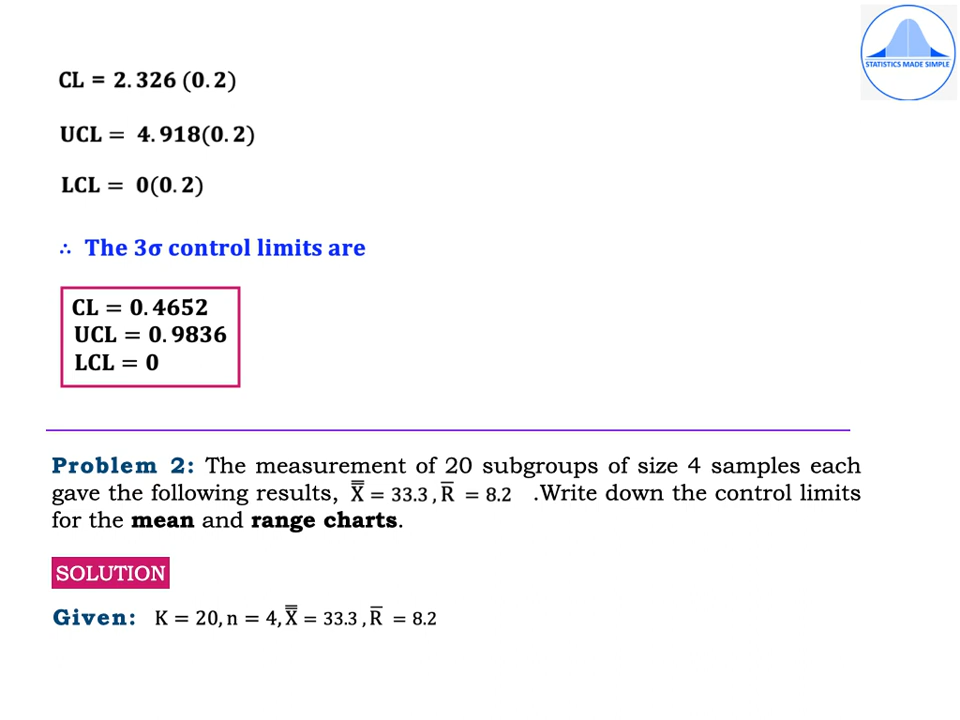 STATISTICS MADE SIMPLE
CL = 2.326 (0.2)
UCL = 4.918(0.2)
LCL = 0(0.2)
∴ The 3σ control limits are
CL = 0.4652
UCL = 0.9836
LCL = 0
Problem 2: The measurement of 20 subgroups of size 4 samples each
gave the following results, X̿ = 33.3 , R̅ = 8.2 .Write down the control limits
for the mean and range charts.
SOLUTION
Given: K = 20, n = 4, X̿ = 33.3 , R̅ = 8.2